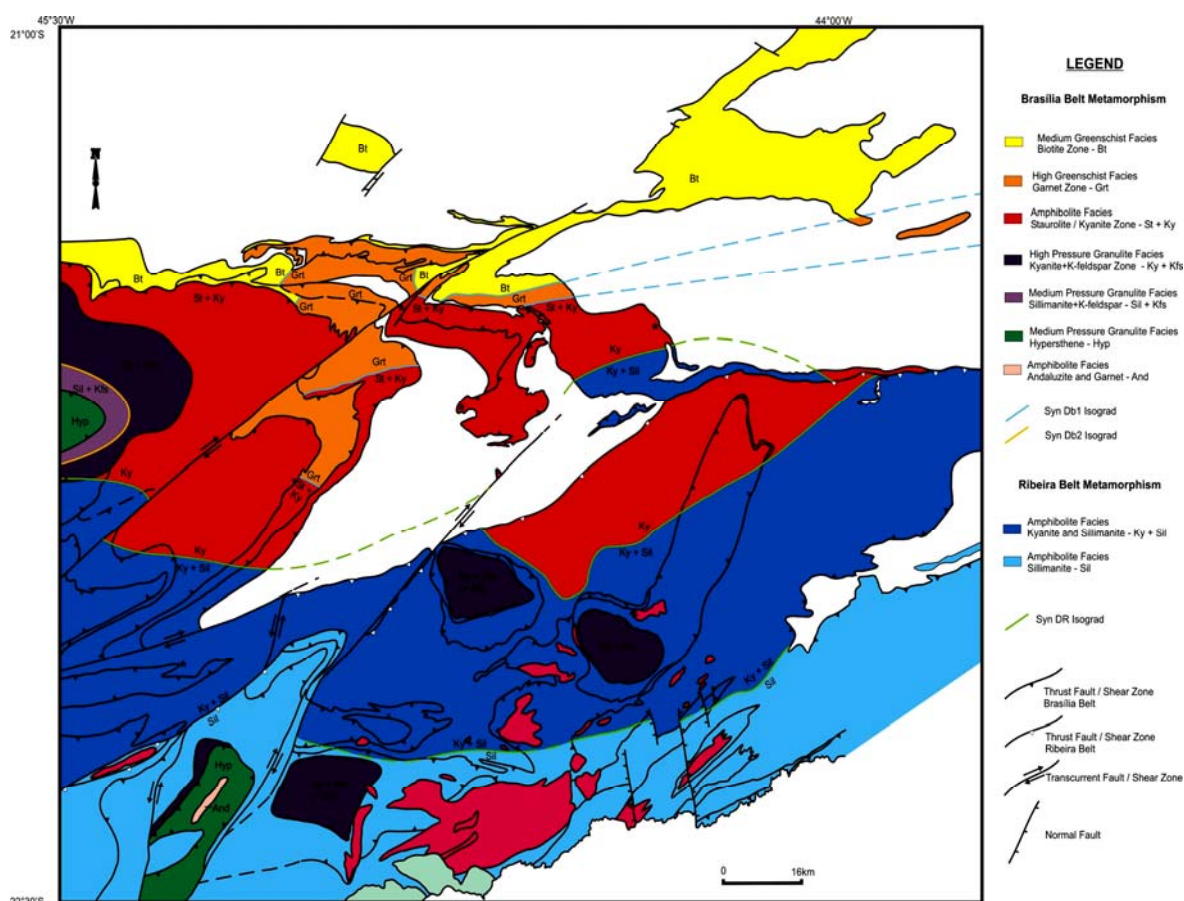 45°30'W
44°00'W
21°00'S
N
Bt
Bt
Bt
Bt
Bt
Bt
Grt
Grt
Grt
Grt
St + Ky
St + Ky
St + Ky
Grt
Grt
St + Ky
Sil + Kfs
Hyp
Ky
Ky + Sil
Grt
Ky
Ky
Ky + Sil
Ky
Ky + Sil
Ky + Sil
Sil
Ky + Sil
Sil
Ky + Sil
Sil
Hyp
And
0 16km
LEGEND
Brasília Belt Metamorphism
Medium Greenschist Facies
Biotite Zone - Bt
High Greenschist Facies
Garnet Zone - Grt
Amphibolite Facies
Staurolite / Kyanite Zone - St + Ky
High Pressure Granulite Facies
Kyanite+K-feldspar Zone - Ky + Kfs
Medium Pressure Granulite Facies
Sillimanite+K-feldspar - Sil + Kfs
Medium Pressure Granulite Facies
Hypersthene - Hyp
Amphibolite Facies
Andaluzite and Garnet - And
Syn Db1 Isograd
Syn Db2 Isograd
Ribeira Belt Metamorphism
Amphibolite Facies
Kyanite and Sillimanite - Ky + Sil
Amphibolite Facies
Sillimanite - Sil
Syn DR Isograd
Thrust Fault / Shear Zone
Brasília Belt
Thrust Fault / Shear Zone
Ribeira Belt
Transcurrent Fault / Shear Zone
Normal Fault